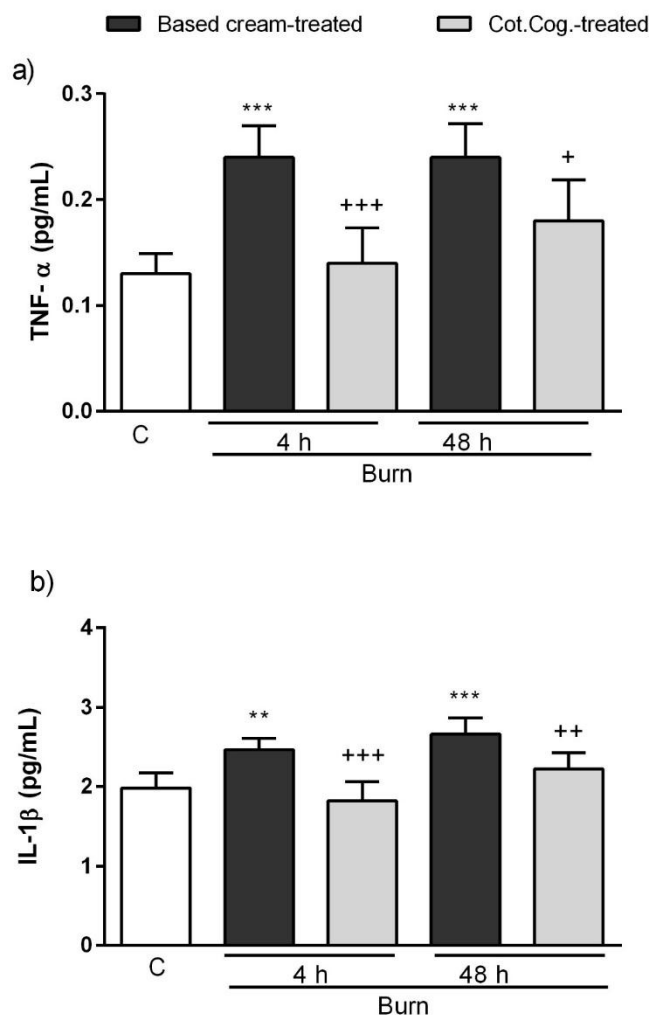 Based cream-treated Cot.Cog.-treated
a)
TNF- α (pg/mL)
0.3
0.2
0.1
0.0
***
+++
***
+
C
4 h 48 h
Burn
b)
IL-1β (pg/mL)
4
3
2
1
0
**
+++
***
++
C
4 h 48 h
Burn